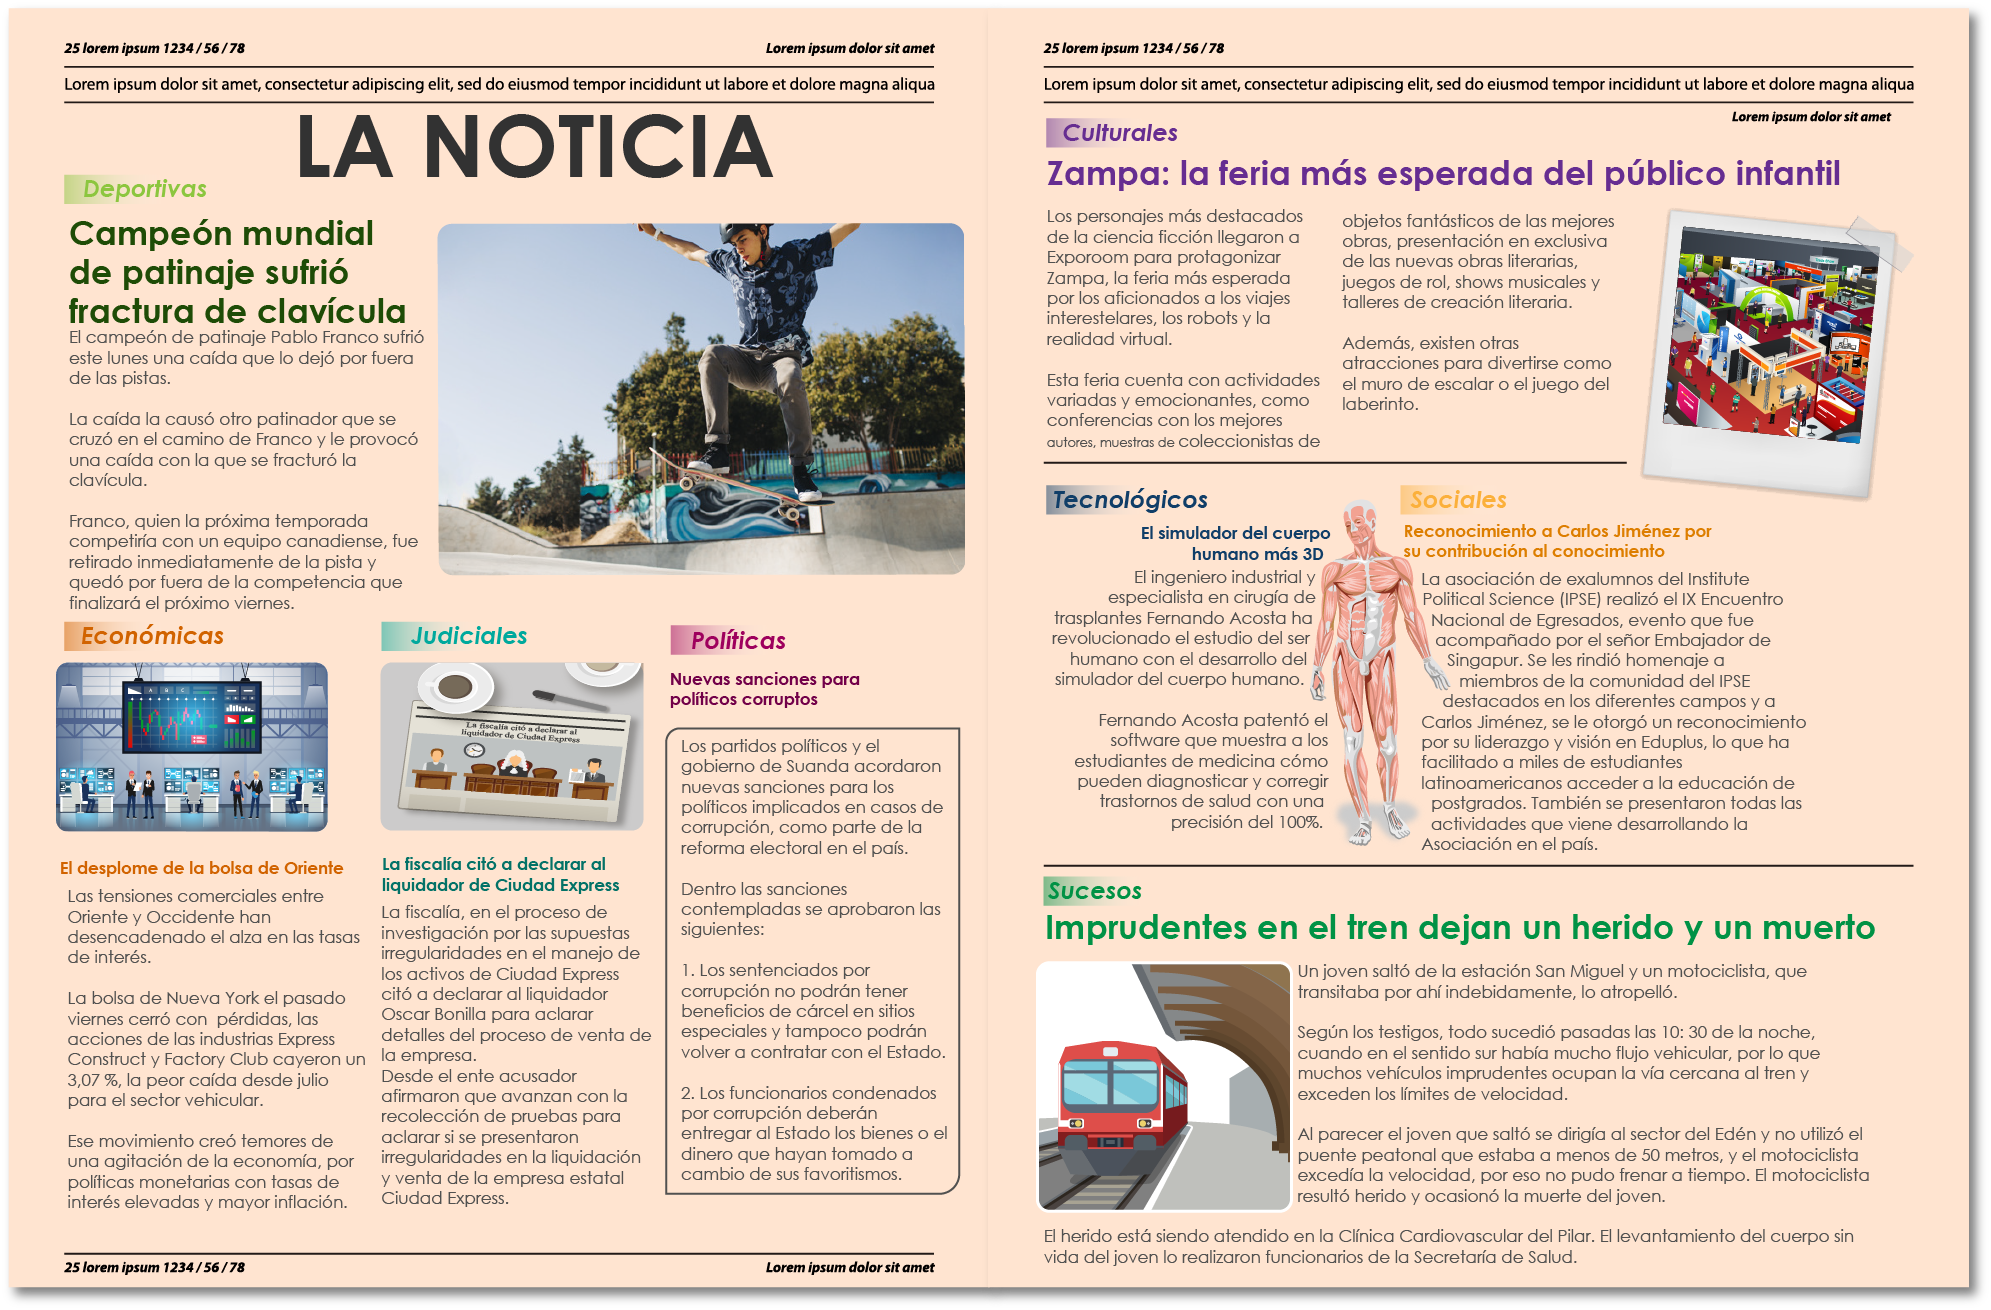 25 lorem ipsum 1234 / 56 / 78
Lorem ipsum dolor sit amet
Lorem ipsum dolor sit amet, consectetur adipiscing elit, sed do eiusmod tempor incididunt ut labore et dolore magna aliqua
LA NOTICIA
Deportivas
Campeón mundial
de patinaje sufrió
fractura de clavícula
El campeón de patinaje Pablo Franco sufrió
este lunes una caída que lo dejó por fuera
de las pistas.
La caída la causó otro patinador que se
cruzó en el camino de Franco y le provocó
una caída con la que se fracturó la
clavícula.
Franco, quien la próxima temporada
competiría con un equipo canadiense, fue
retirado inmediatamente de la pista y
quedó por fuera de la competencia que
finalizará el próximo viernes.
Económicas
El desplome de la bolsa de Oriente
Las tensiones comerciales entre
Oriente y Occidente han
desencadenado el alza en las tasas
de interés.
La bolsa de Nueva York el pasado
viernes cerró con  pérdidas, las
acciones de las industrias Express
Construct y Factory Club cayeron un
3,07 %, la peor caída desde julio
para el sector vehicular.
Ese movimiento creó temores de
una agitación de la economía, por
políticas monetarias con tasas de
interés elevadas y mayor inflación.
Judiciales
La fiscalía citó a declarar al
liquidador de Ciudad Express
La fiscalía citó a declarar al
liquidador de Ciudad Express
La fiscalía, en el proceso de
investigación por las supuestas
irregularidades en el manejo de
los activos de Ciudad Express
citó a declarar al liquidador
Oscar Bonilla para aclarar
detalles del proceso de venta de
la empresa.
Desde el ente acusador
afirmaron que avanzan con la
recolección de pruebas para
aclarar si se presentaron
irregularidades en la liquidación
y venta de la empresa estatal
Ciudad Express.
Políticas
Nuevas sanciones para
políticos corruptos
Los partidos políticos y el
gobierno de Suanda acordaron
nuevas sanciones para los
políticos implicados en casos de
corrupción, como parte de la
reforma electoral en el país.
Dentro las sanciones
contempladas se aprobaron las
siguientes:
1. Los sentenciados por
corrupción no podrán tener
beneficios de cárcel en sitios
especiales y tampoco podrán
volver a contratar con el Estado.
2. Los funcionarios condenados
por corrupción deberán
entregar al Estado los bienes o el
dinero que hayan tomado a
cambio de sus favoritismos.
25 lorem ipsum 1234 / 56 / 78
Lorem ipsum dolor sit amet
25 lorem ipsum 1234 / 56 / 78
Lorem ipsum dolor sit amet, consectetur adipiscing elit, sed do eiusmod tempor incididunt ut labore et dolore magna aliqua
Lorem ipsum dolor sit amet
Culturales
Zampa: la feria más esperada del público infantil
Los personajes más destacados
de la ciencia ficción llegaron a
Exporoom para protagonizar
Zampa, la feria más esperada
por los aficionados a los viajes
interestelares, los robots y la
realidad virtual.
Esta feria cuenta con actividades
variadas y emocionantes, como
conferencias con los mejores
autores, muestras de coleccionistas de
objetos fantásticos de las mejores
obras, presentación en exclusiva
de las nuevas obras literarias,
juegos de rol, shows musicales y
talleres de creación literaria.
Además, existen otras
atracciones para divertirse como
el muro de escalar o el juego del
laberinto.
Tecnológicos
El simulador del cuerpo
humano más 3D
El ingeniero industrial y
especialista en cirugía de
trasplantes Fernando Acosta ha
revolucionado el estudio del ser
humano con el desarrollo del
simulador del cuerpo humano.
Fernando Acosta patentó el
software que muestra a los
estudiantes de medicina cómo
pueden diagnosticar y corregir
trastornos de salud con una
precisión del 100%.
Sociales
Reconocimiento a Carlos Jiménez por
su contribución al conocimiento
La asociación de exalumnos del Institute
Political Science (IPSE) realizó el IX Encuentro
Nacional de Egresados, evento que fue
acompañado por el señor Embajador de
Singapur. Se les rindió homenaje a
miembros de la comunidad del IPSE
destacados en los diferentes campos y a
Carlos Jiménez, se le otorgó un reconocimiento
por su liderazgo y visión en Eduplus, lo que ha
facilitado a miles de estudiantes
latinoamericanos acceder a la educación de
postgrados. También se presentaron todas las
actividades que viene desarrollando la
Asociación en el país.
Sucesos
Imprudentes en el tren dejan un herido y un muerto
Un joven saltó de la estación San Miguel y un motociclista, que
transitaba por ahí indebidamente, lo atropelló.
Según los testigos, todo sucedió pasadas las 10: 30 de la noche,
cuando en el sentido sur había mucho flujo vehicular, por lo que
muchos vehículos imprudentes ocupan la vía cercana al tren y
exceden los límites de velocidad.
Al parecer el joven que saltó se dirigía al sector del Edén y no utilizó el
puente peatonal que estaba a menos de 50 metros, y el motociclista
excedía la velocidad, por eso no pudo frenar a tiempo. El motociclista
resultó herido y ocasionó la muerte del joven.
El herido está siendo atendido en la Clínica Cardiovascular del Pilar. El levantamiento del cuerpo sin
vida del joven lo realizaron funcionarios de la Secretaría de Salud.